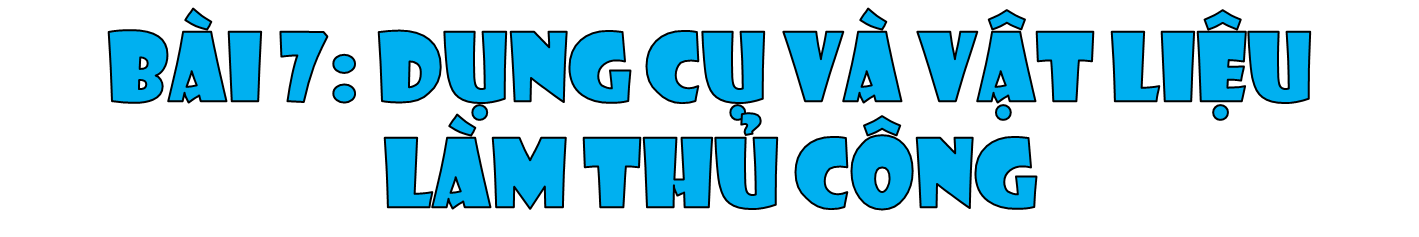 BÀI 7: DỤNG CỤ VÀ VẬT LIỆU
LÀM THỦ CÔNG